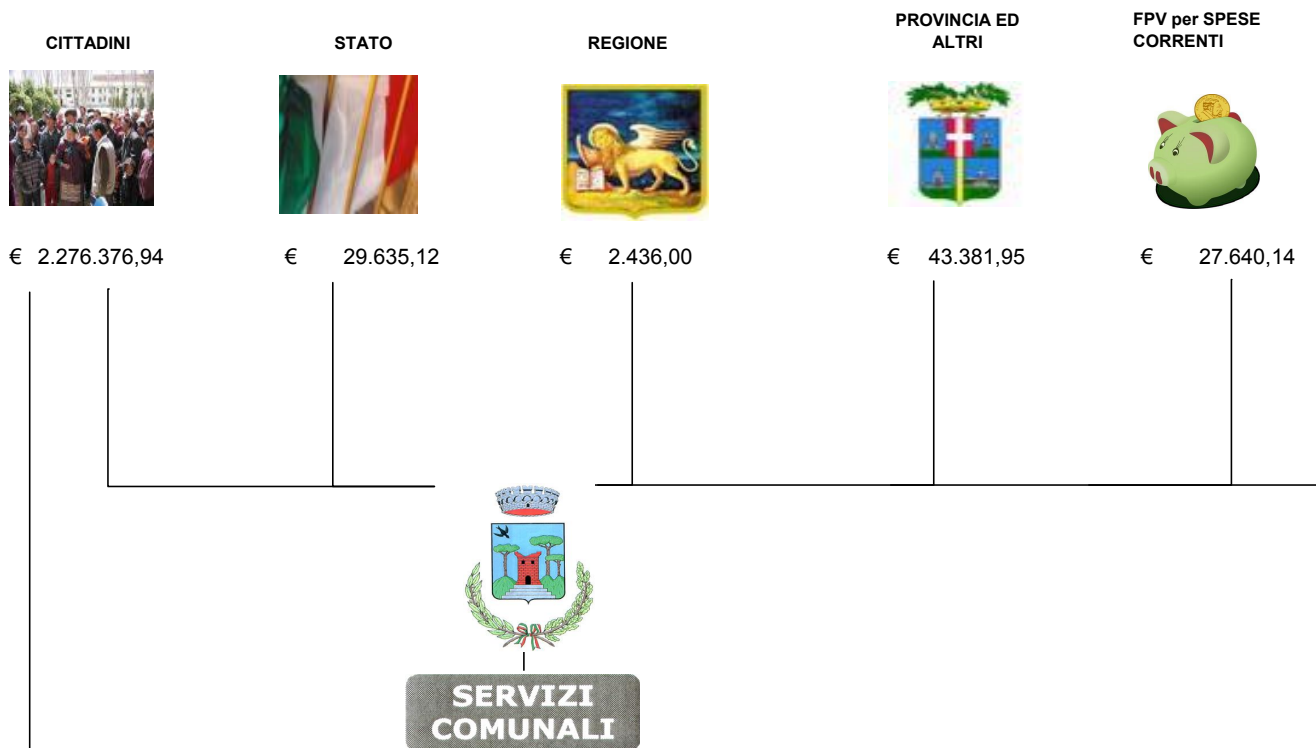 CITTADINI
STATO
REGIONE
PROVINCIA ED
ALTRI
FPV per SPESE
CORRENTI
€ 2.276.376,94
€ 29.635,12
€ 2.436,00
€ 43.381,95
€ 27.640,14
SERVIZI
COMUNALI